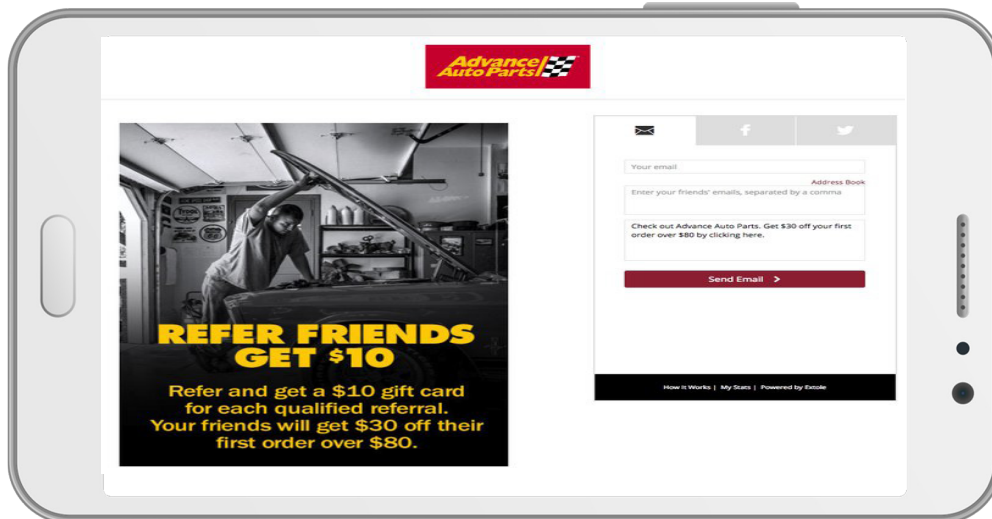 Advance
Auto Parts
REFER FRIENDS
GET $10
Refer and get a $10 gift card
for each qualified referral.
Your friends will get $30 off their
first order over $80.
Your email
Address Book
Enter your friends' emails, separated by a comma
Check out Advance Auto Parts. Get $30 off your first
order over $80 by clicking here.
Send Email >
How It Works | My Stats | Powered by Extole